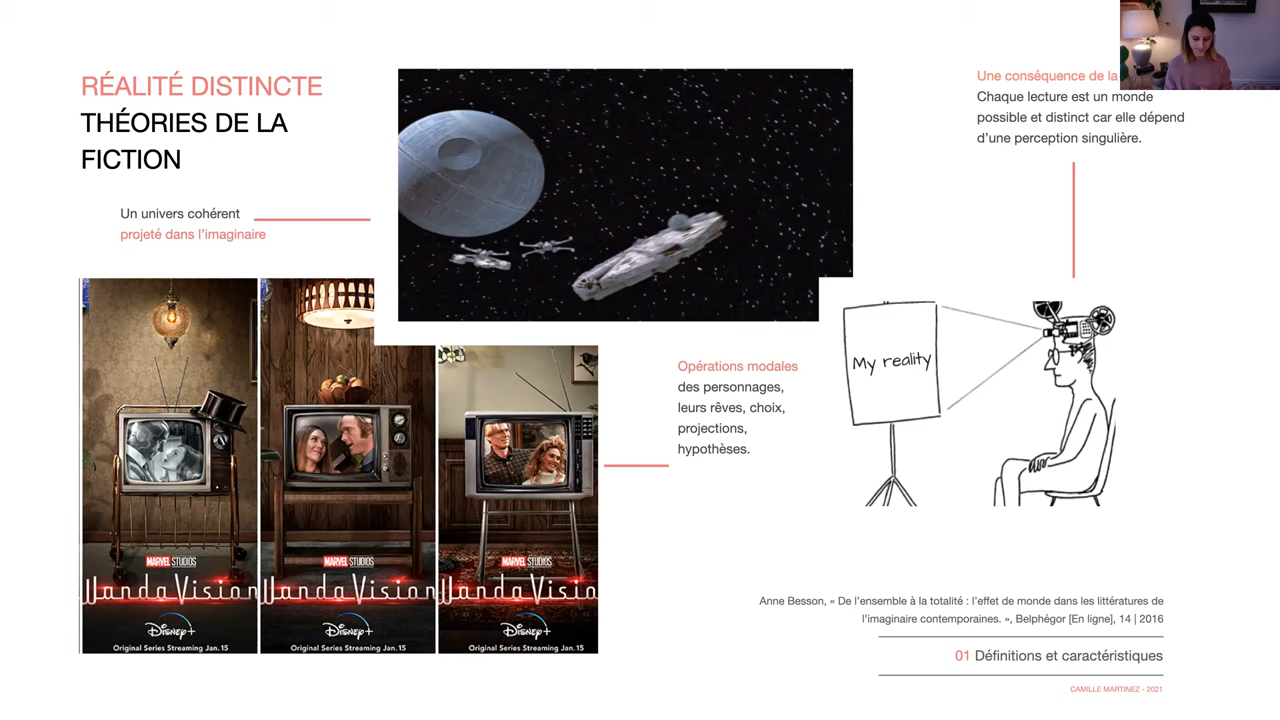 RÉALITÉ DISTINCTE
THÉORIES DE LA
FICTION
Un univers cohérent
projeté dans l'imaginaire
Une conséquence de la
Chaque lecture est un monde
possible et distinct car elle dépend
d'une perception singulière.
Opérations modales
des personnages,
leurs rêves, choix,
projections,
hypothèses.
My reality
MARVEL STUDIOS
WandaVision
Disney+
Original Series Streaming Jan.15
MARVEL STUDIOS
WandaVision
Disney+
Original Series Streaming Jan.15
MARVEL STUDIOS
WandaVisio
Disney+
Original Series Streaming Jan.15
Anne Besson, « De l'ensemble à la totalité : l'effet de monde dans les littératures de
l'imaginaire contemporaines. », Belphégor [En ligne], 14 | 2016
01 Définitions et caractéristiques
CAMILLE MARTINEZ - 2021